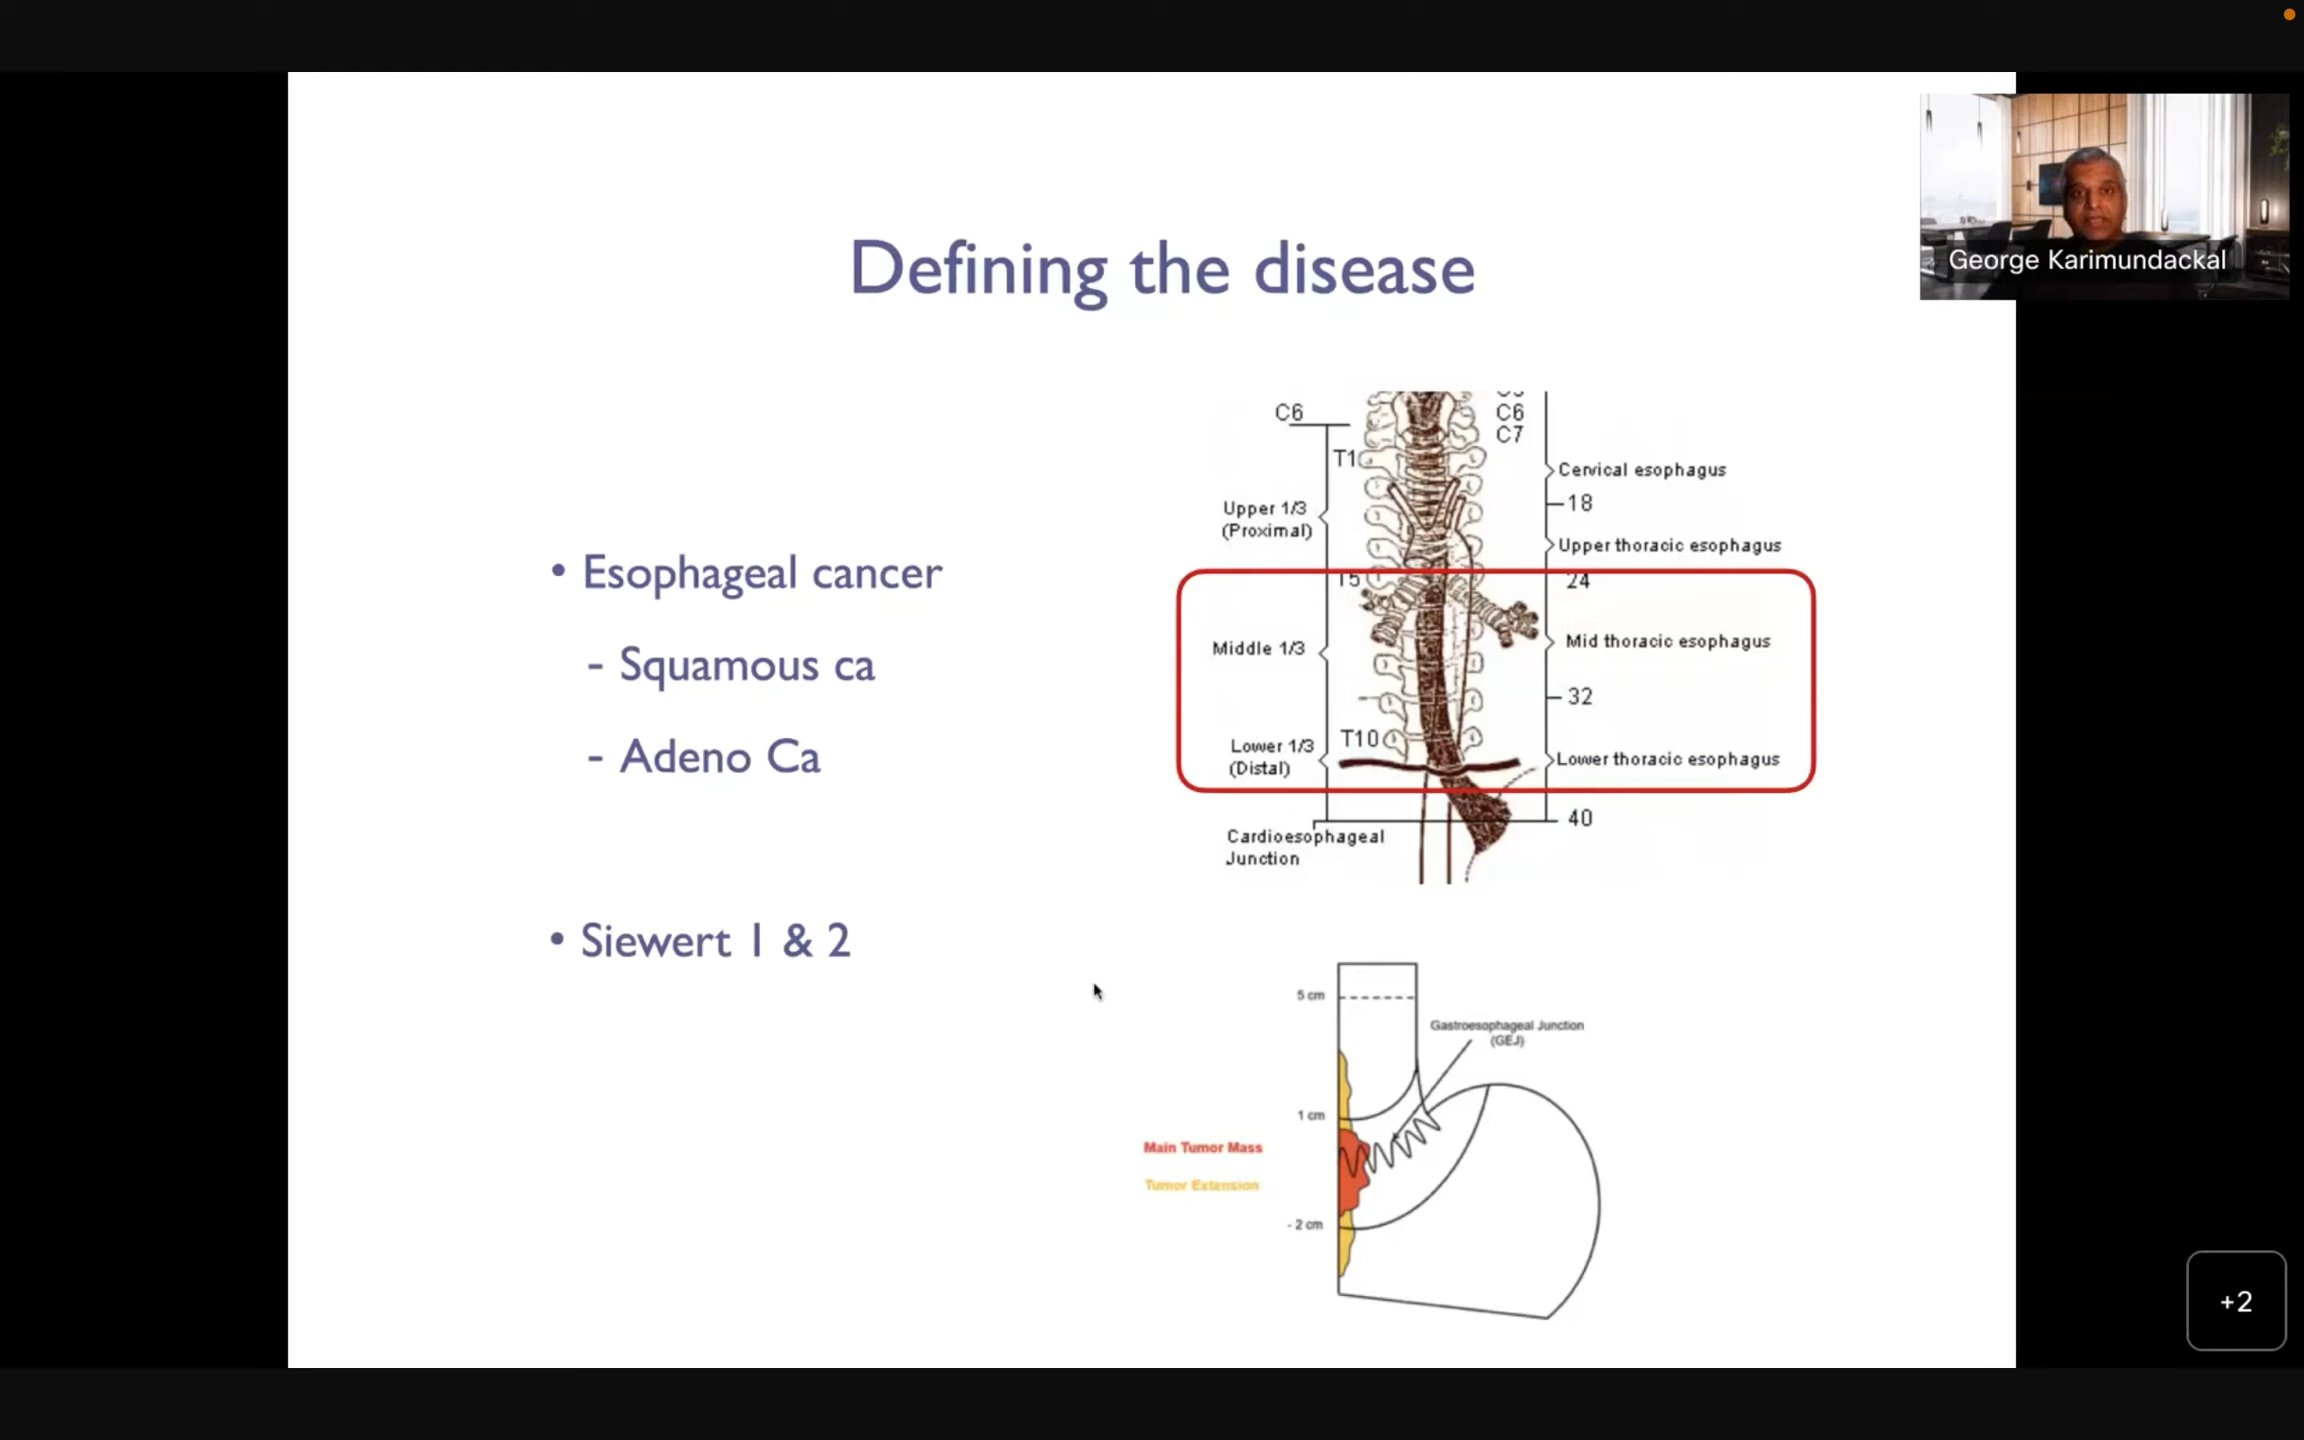 George Karimundackal
Defining the disease
• Esophageal cancer
- Squamous ca
- Adeno Ca
• Siewert 1 & 2
C6
T1
Upper 1/3
(Proximal)
T5
Middle 1/3
T10
Lower 1/3
(Distal)
Cardioesophageal
Junction
C6
C7
Cervical esophagus
18
Upper thoracic esophagus
24
Mid thoracic esophagus
32
Lower thoracic esophagus
40
5 cm
Gastroesophageal Junction
(GEJ)
1 cm
Main Tumor Mass
Tumor Extension
- 2 cm
+2